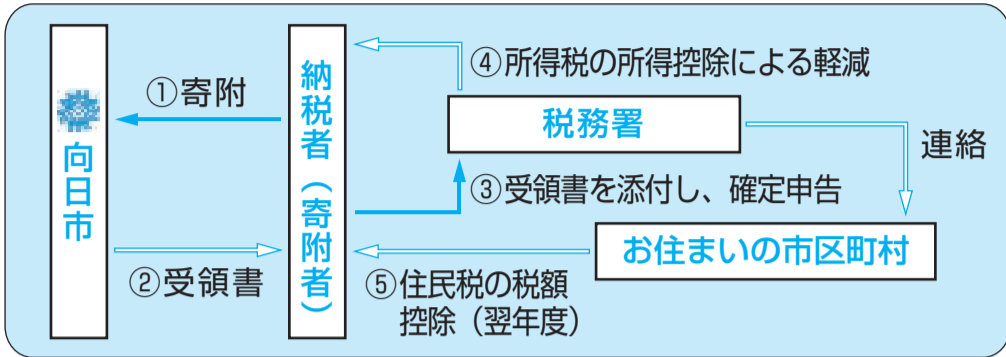 向日市
①寄附
②受領書
納税者（寄附者）
④所得税の所得控除による軽減
税務署
③受領書を添付し、確定申告
連絡
お住まいの市区町村
⑤住民税の税額
控除（翌年度）